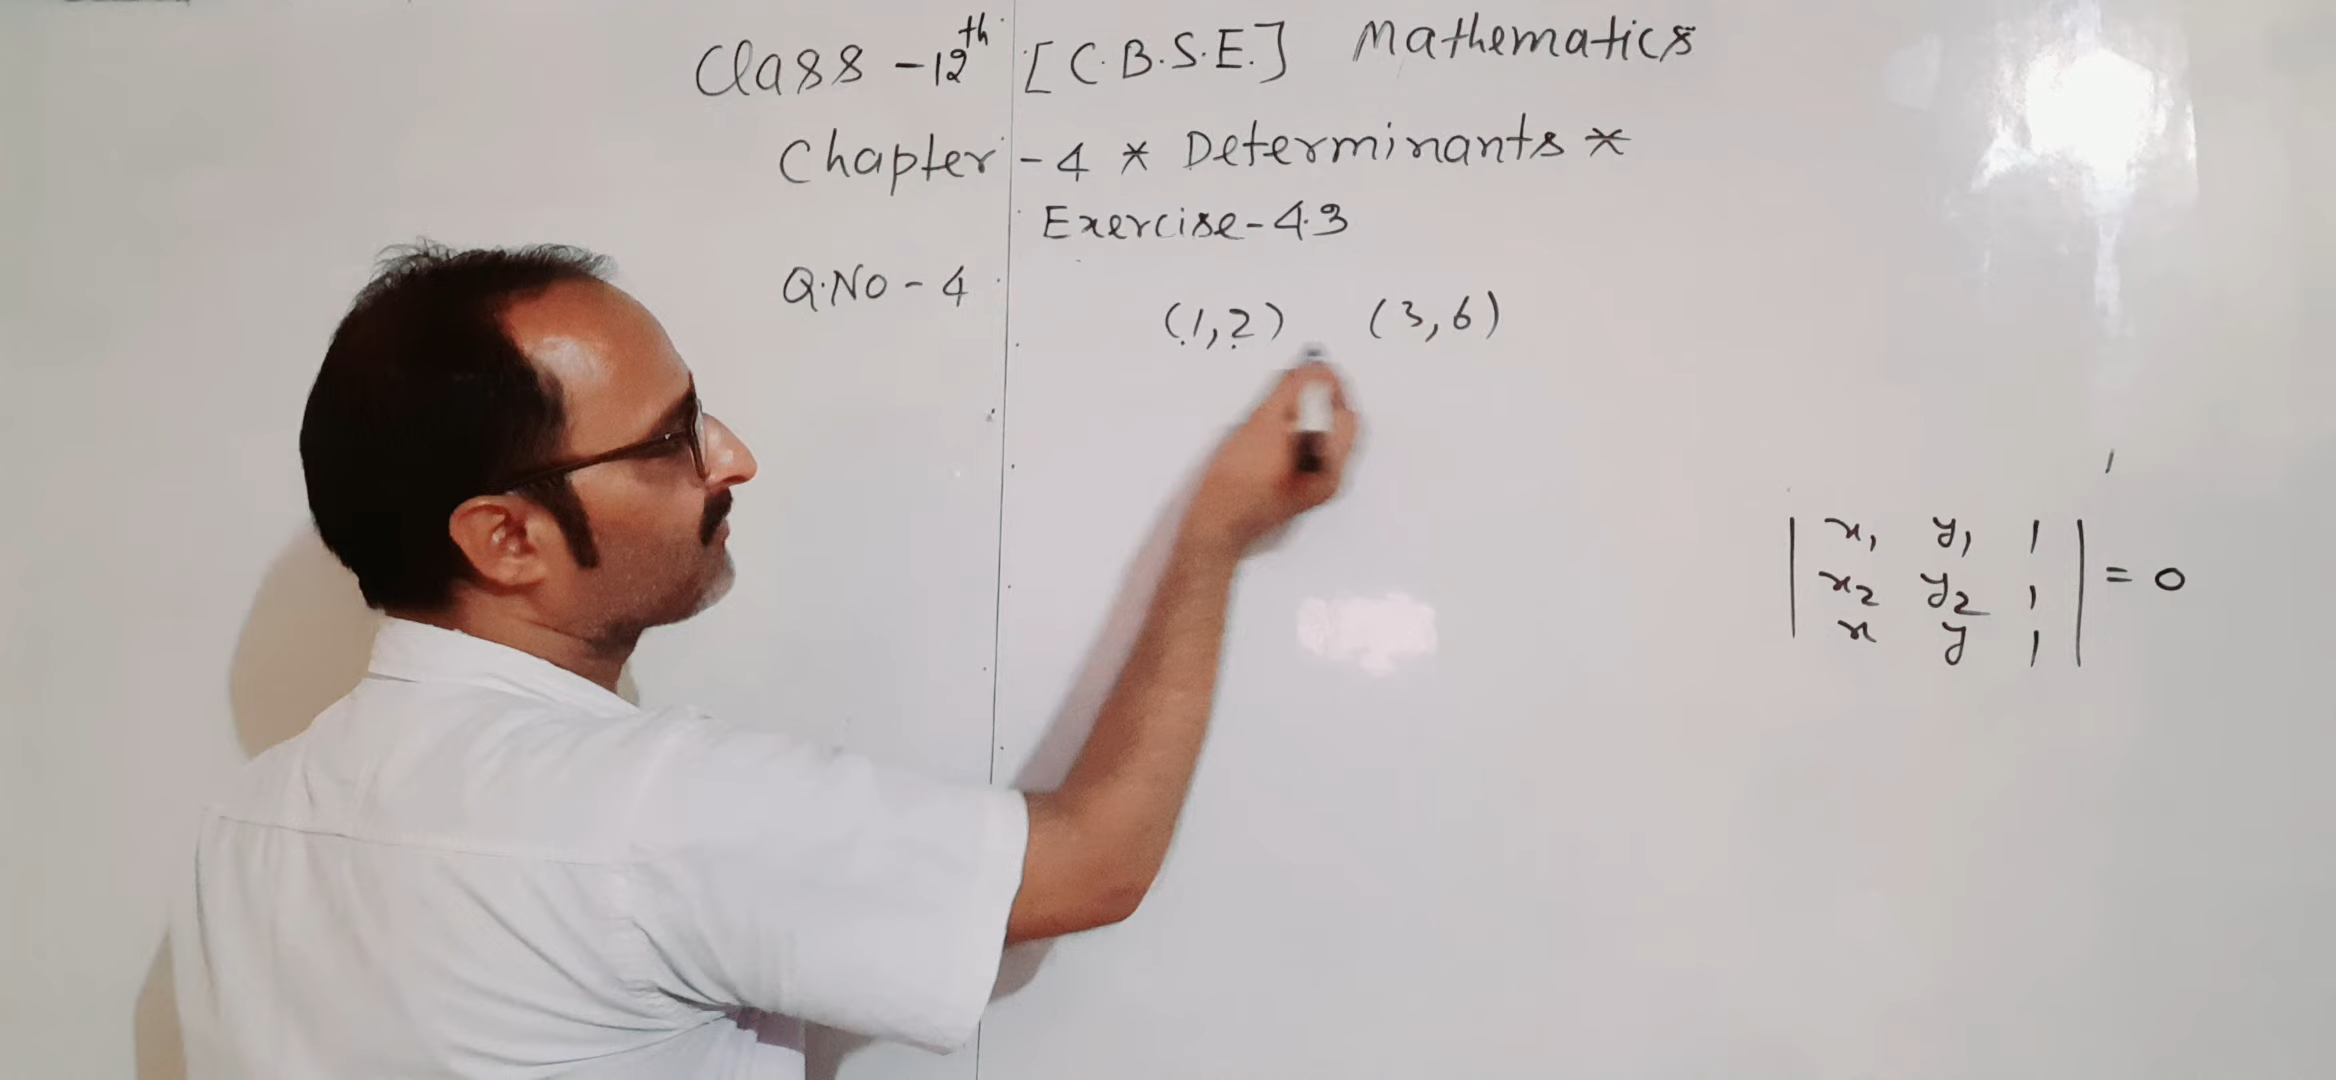 Class - 12th [C.B.S.E.] Mathematics
Chapter - 4 * Determinants *
Exercise - 4.3
Q.NO - 4
(1,2) (3,6)
| x₁ y₁ 1 |
| x₂ y₂ 1 | = 0
| x y 1 |